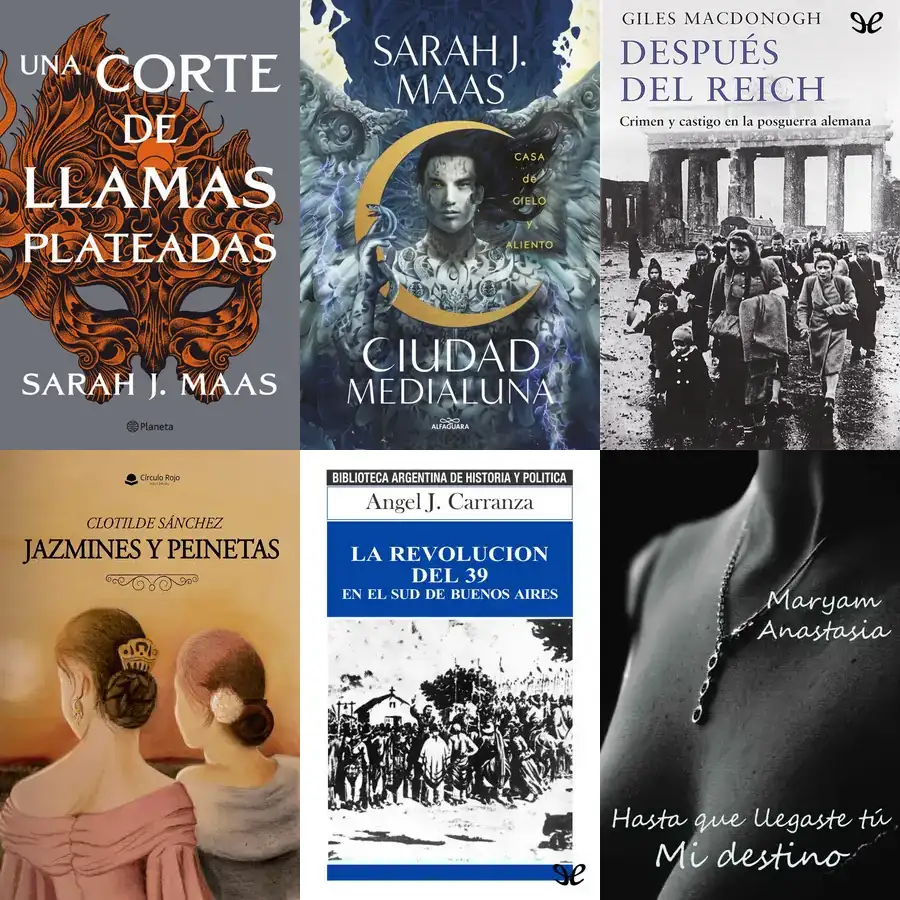 UNA CORTE
DE
LLAMAS
PLATEADAS
SARAH J. MAAS
Planeta
SARAH J.
MAAS
CASA
de
CIELO
y
ALIENTO
CIUDAD
MEDIALUNA
ALFAGUARA
GILES MACDONOGH
DESPUÉS
DEL REICH
Crimen y castigo en la posguerra alemana
Círculo Rojo
EDITORIAL
CLOTILDE SÁNCHEZ
JAZMINES Y PEINETAS
BIBLIOTECA ARGENTINA DE HISTORIA Y POLITICA
Angel J. Carranza
LA REVOLUCION
DEL 39
EN EL SUD DE BUENOS AIRES
Maryam
Anastasia
Hasta que llegaste tú
Mi destino